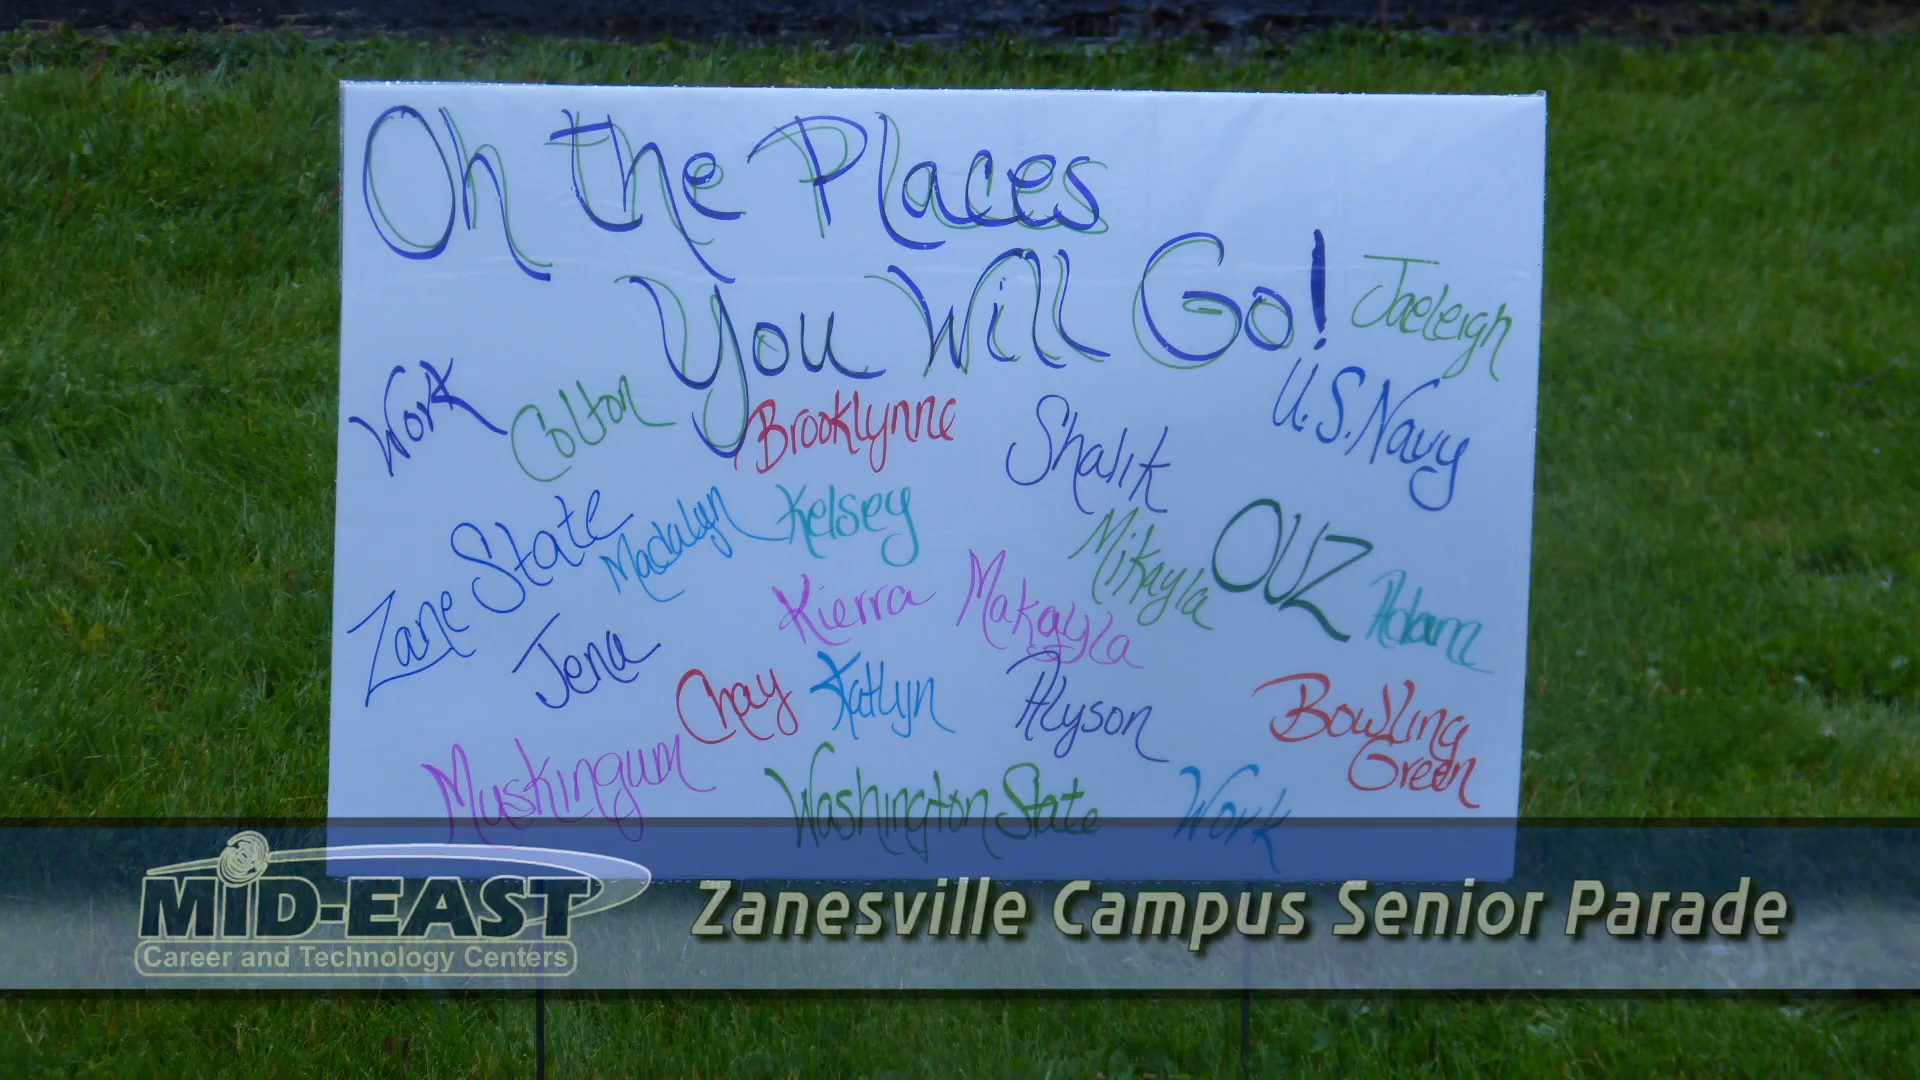 Oh the Places
You Will Go!
Jaeleigh
Work
Colton
Brooklynne
Shalik
U.S. Navy
Zane State
Madalyn
Kelsey
Mikayla
OUZ
Adam
Jena
Kierra
Makayla
Chay
Katlyn
Alyson
Bowling
Green
Muskingum
Washington State
Work
MID-EAST
Career and Technology Centers
Zanesville Campus Senior Parade